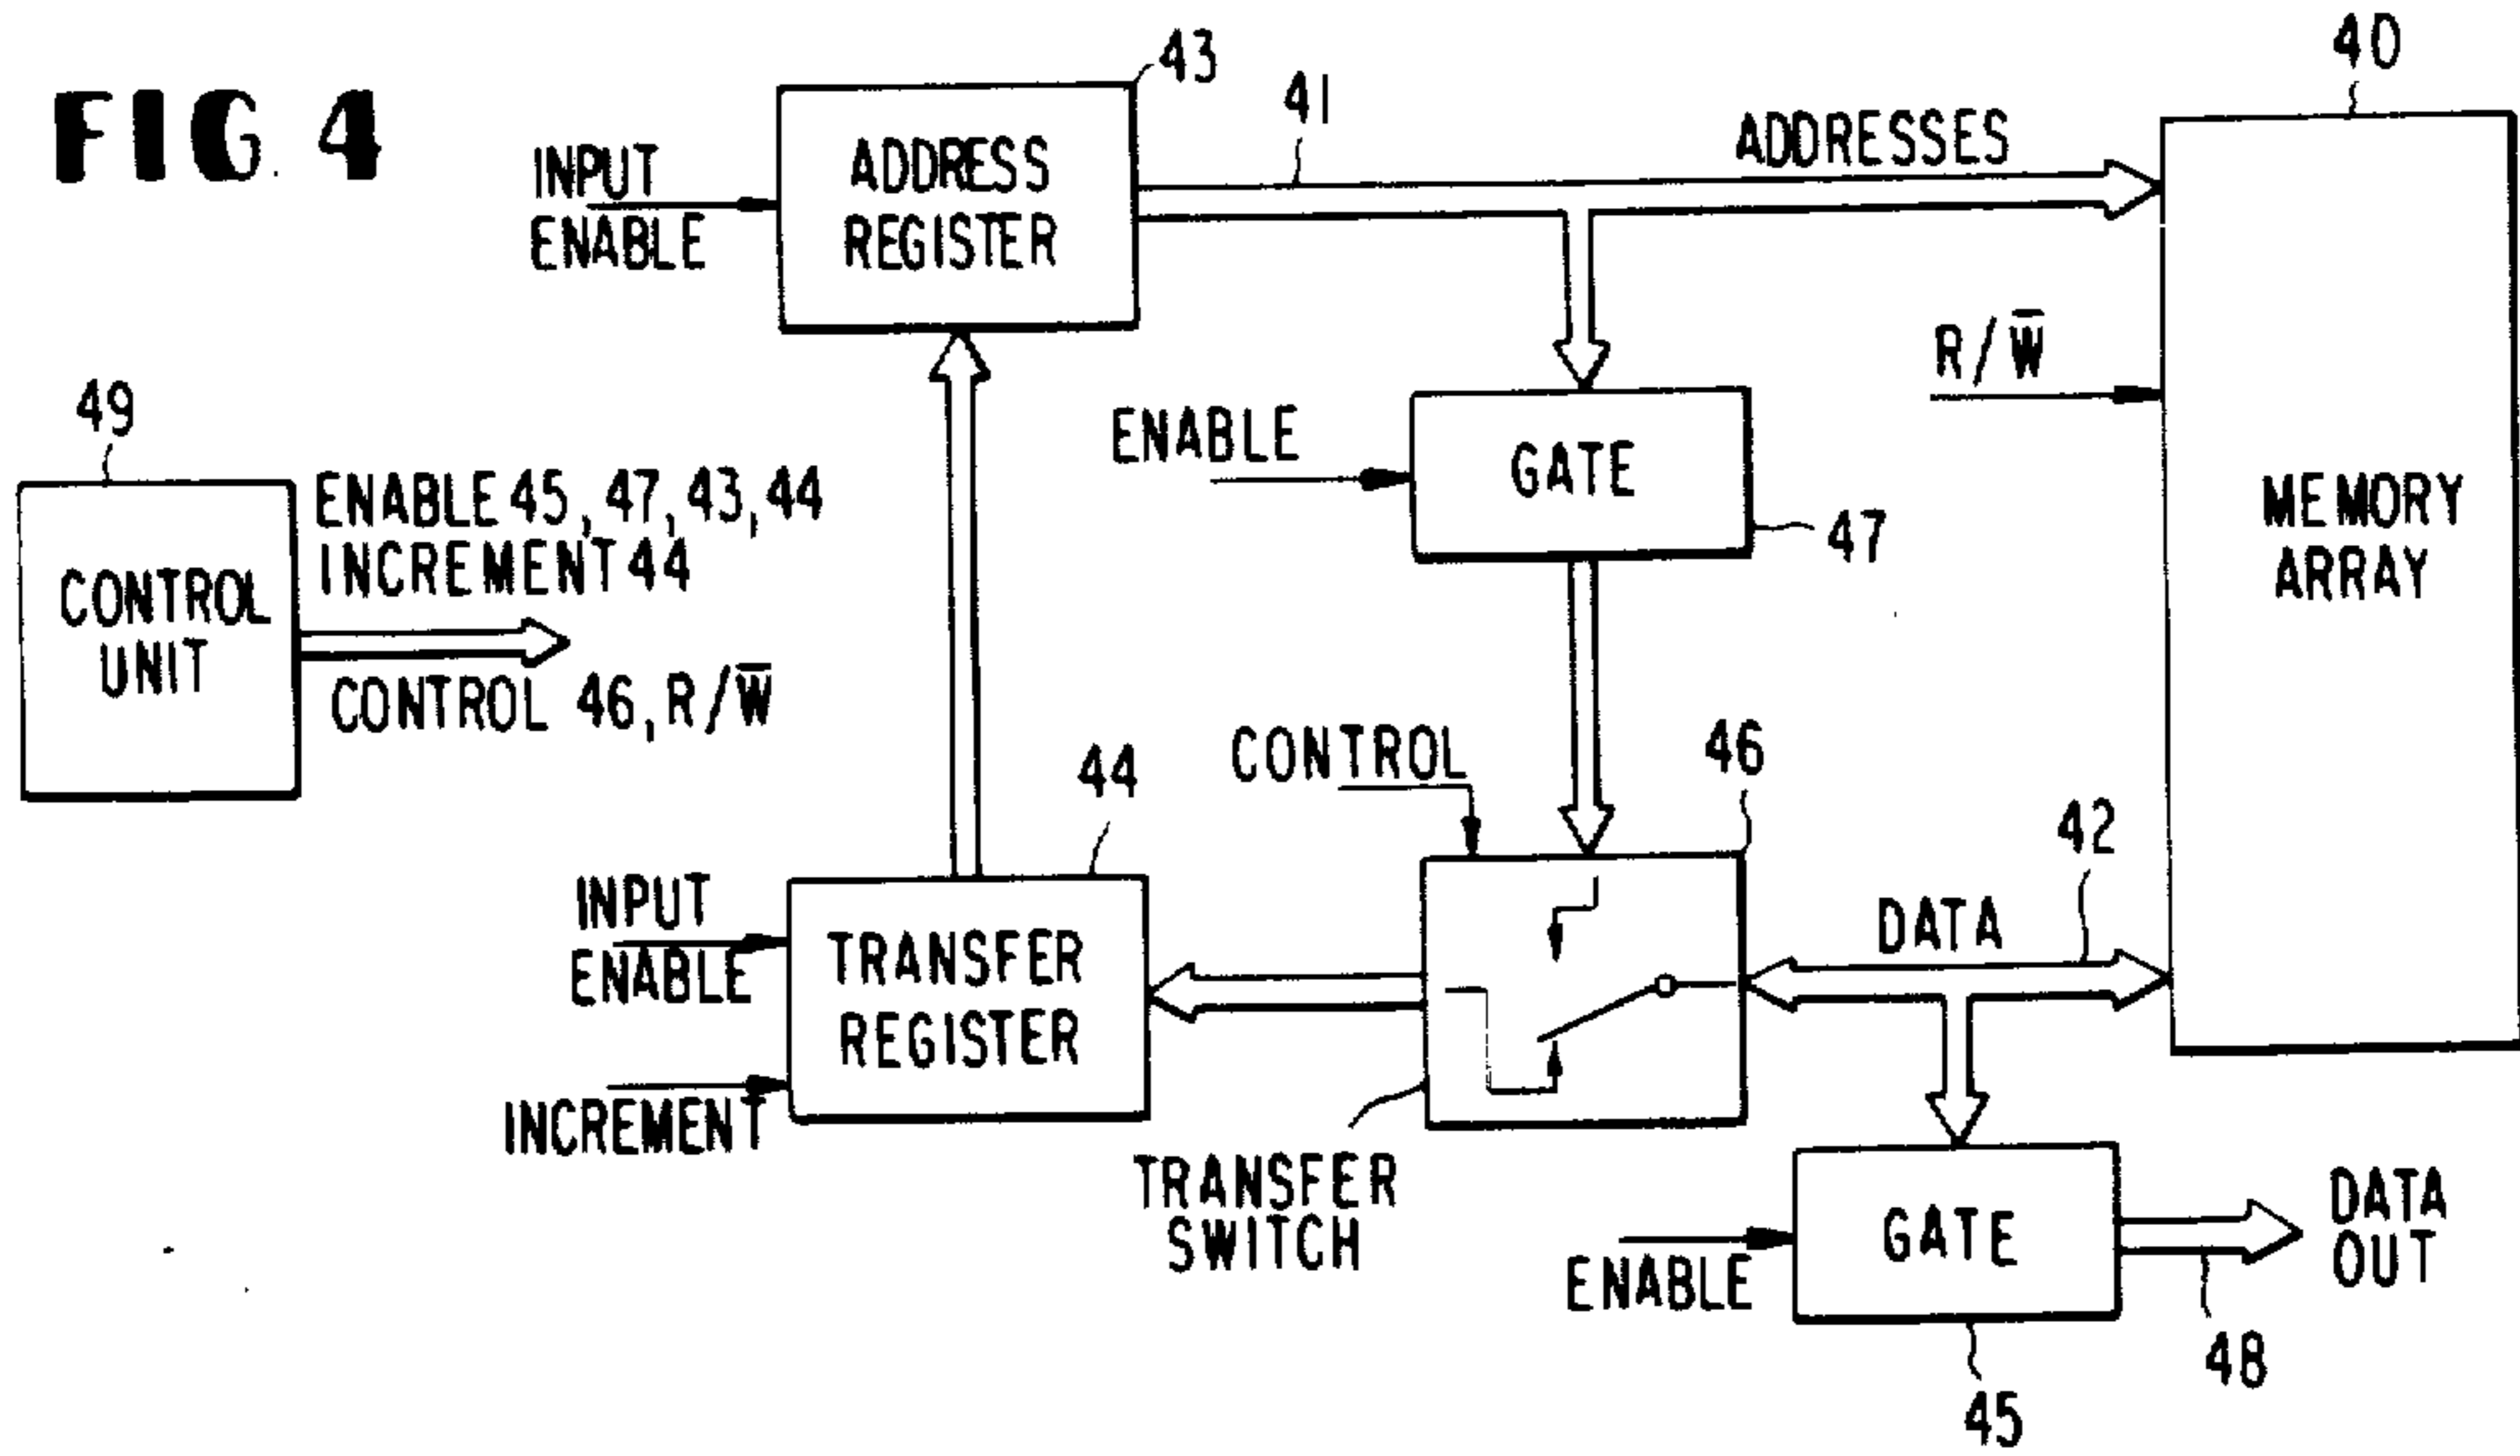 FIG. 4
43
41
40
INPUT
ENABLE
ADDRESS
REGISTER
ADDRESSES
R/W̅
49
ENABLE
GATE
47
MEMORY
ARRAY
CONTROL
UNIT
ENABLE 45, 47, 43, 44
INCREMENT 44
CONTROL 46, R/W̅
44
CONTROL
46
42
INPUT
ENABLE
INCREMENT
TRANSFER
REGISTER
DATA
TRANSFER
SWITCH
ENABLE
GATE
DATA
OUT
48
45